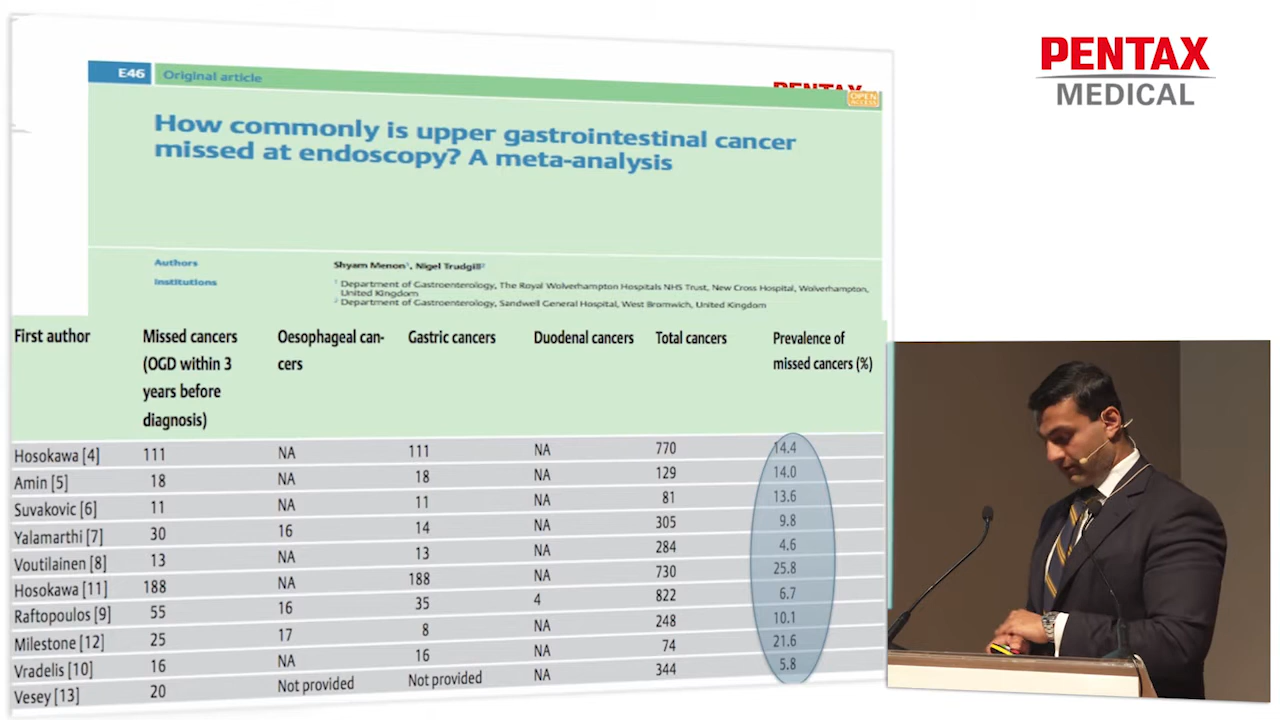 PENTAX
MEDICAL
E46 Original article
OPEN
ACCESS
How commonly is upper gastrointestinal cancer
missed at endoscopy? A meta-analysis
Authors Shyam Menon¹, Nigel Trudgill²
Institutions ¹ Department of Gastroenterology, The Royal Wolverhampton Hospitals NHS Trust, New Cross Hospital, Wolverhampton,
United Kingdom
² Department of Gastroenterology, Sandwell General Hospital, West Bromwich, United Kingdom
First author Missed cancers Oesophageal can- Gastric cancers Duodenal cancers Total cancers Prevalence of
(OGD within 3 cers missed cancers (%)
years before
diagnosis)
Hosokawa [4] 111 NA 111 NA 770 14.4
Amin [5] 18 NA 18 NA 129 14.0
Suvakovic [6] 11 NA 11 NA 81 13.6
Yalamarthi [7] 30 16 14 NA 305 9.8
Voutilainen [8] 13 NA 13 NA 284 4.6
Hosokawa [11] 188 NA 188 NA 730 25.8
Raftopoulos [9] 55 16 35 4 822 6.7
Milestone [12] 25 17 8 NA 248 10.1
Vradelis [10] 16 NA 16 NA 74 21.6
Vesey [13] 20 Not provided Not provided NA 344 5.8